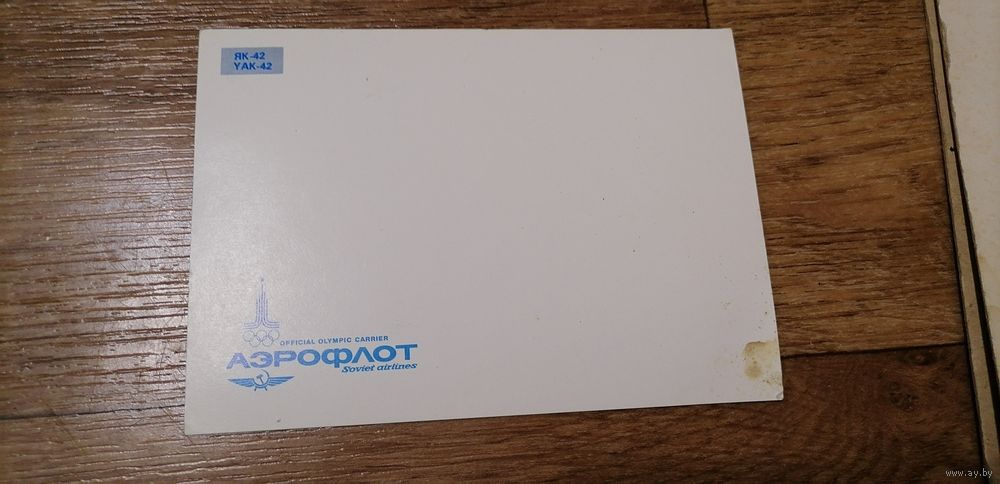 ЯК-42
YAK-42
OFFICIAL OLYMPIC CARRIER
АЭРОФЛОТ
Soviet airlines
www.ay.by